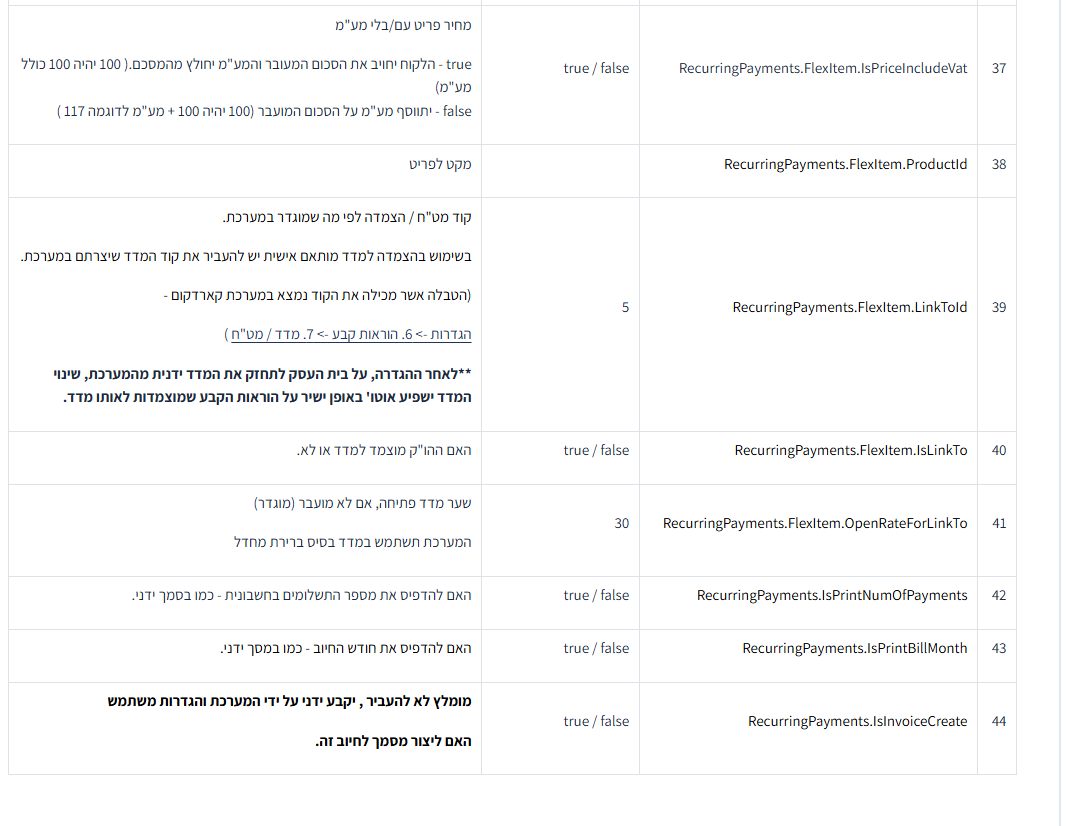 37
RecurringPayments.FlexItem.IsPriceIncludeVat
true / false
מחיר פריט עם/בלי מע"מ
true - הלקוח יחויב את הסכום המעובר והמע"מ יחולץ מהמסכם.( 100 יהיה 100 כולל
מע"מ)
false - יתווסף מע"מ על הסכום המועבר (100 יהיה 100 + מע"מ לדוגמה 117 )
38
RecurringPayments.FlexItem.ProductId
מקט לפריט
39
RecurringPayments.FlexItem.LinkToId
5
קוד מט"ח / הצמדה לפי מה שמוגדר במערכת.
בשימוש בהצמדה למדד מותאם אישית יש להעביר את קוד המדד שיצרתם במערכת.
(הטבלה אשר מכילה את הקוד נמצא במערכת קארדקום -
הגדרות -> 6. הוראות קבע -> 7. מדד / מט"ח )
**לאחר ההגדרה, על בית העסק לתחזק את המדד ידנית מהמערכת, שינוי
המדד ישפיע אוטו' באופן ישיר על הוראות הקבע שמוצמדות לאותו מדד.
40
RecurringPayments.FlexItem.IsLinkTo
true / false
האם ההו"ק מוצמד למדד או לא.
41
RecurringPayments.FlexItem.OpenRateForLinkTo
30
שער מדד פתיחה, אם לא מועבר (מוגדר)
המערכת תשתמש במדד בסיס ברירת מחדל
42
RecurringPayments.IsPrintNumOfPayments
true / false
האם להדפיס את מספר התשלומים בחשבונית - כמו בסמך ידני.
43
RecurringPayments.IsPrintBillMonth
true / false
האם להדפיס את חודש החיוב - כמו במסך ידני.
44
RecurringPayments.IsInvoiceCreate
true / false
מומלץ לא להעביר , יקבע ידני על ידי המערכת והגדרות משתמש
האם ליצור מסמך לחיוב זה.